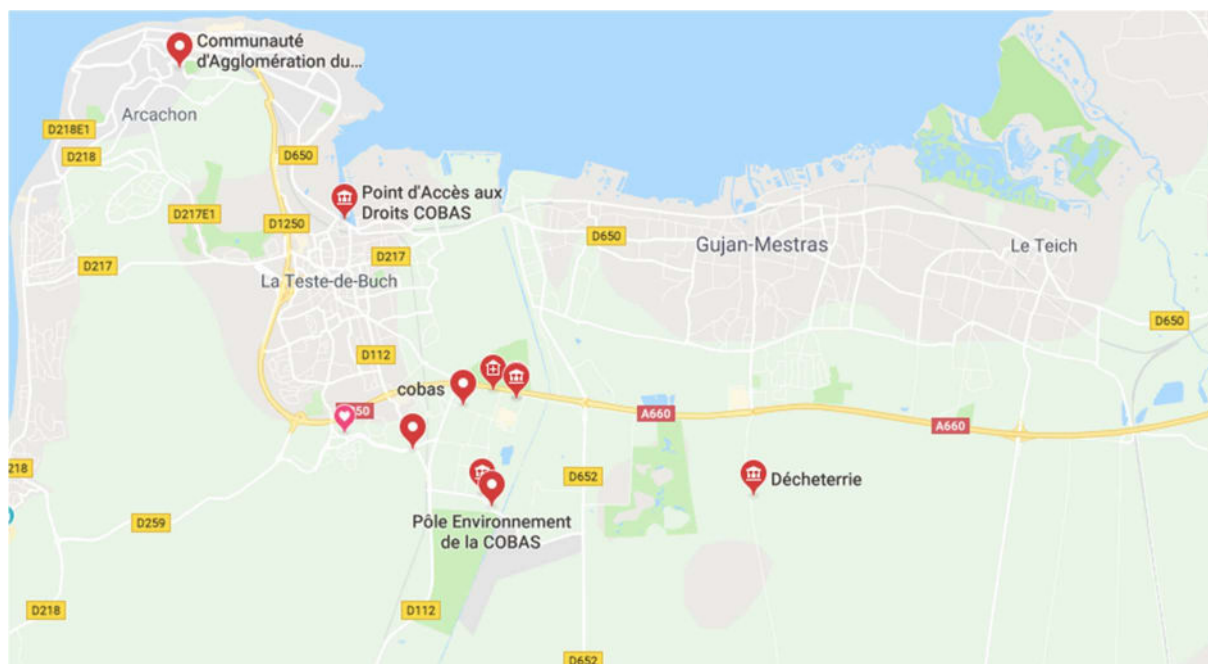 Communauté
d'Agglomération du...
Arcachon
D218E1
D218
D650
Point d'Accès aux
Droits COBAS
D217E1
D1250
D650
Gujan-Mestras
Le Teich
D217
D217
La Teste-de-Buch
D650
D112
cobas
A660
A660
218
D652
Décheterrie
D259
Pôle Environnement
de la COBAS
D218
D112
D652